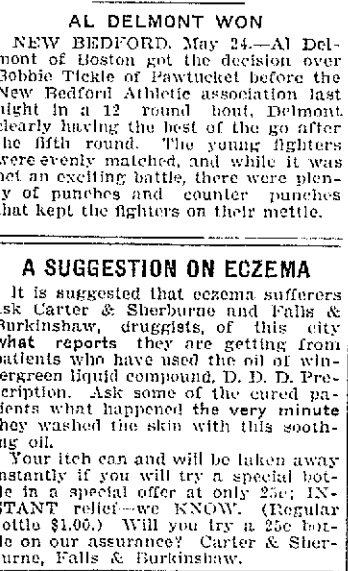 AL DELMONT WON
NEW BEDFORD, May 24.—Al Del-
mont of Boston got the decision over
Bobbie Tickle of Pawtucket before the
New Bedford Athletic association last
night in a 12 round bout, Delmont
clearly having the best of the go after
the fifth round. The young fighters
were evenly matched, and while it was
not an exciting battle, there were plen-
ty of punches and counter punches
that kept the fighters on their mettle.
A SUGGESTION ON ECZEMA
It is suggested that eczema sufferers
ask Carter & Sherburne and Falls &
Burkinshaw, druggists, of this city
what reports they are getting from
patients who have used the oil of win-
tergreen liquid compound, D. D. D. Pre-
scription. Ask some of the cured pa-
tients what happened the very minute
they washed the skin with this sooth-
ing oil.
Your itch can and will be taken away
instantly if you will try a special bot-
tle in a special offer at only 25c; IN-
STANT relief—we KNOW. (Regular
bottle $1.00.) Will you try a 25c bot-
tle on our assurance? Carter & Sher-
burne, Falls & Burkinshaw.